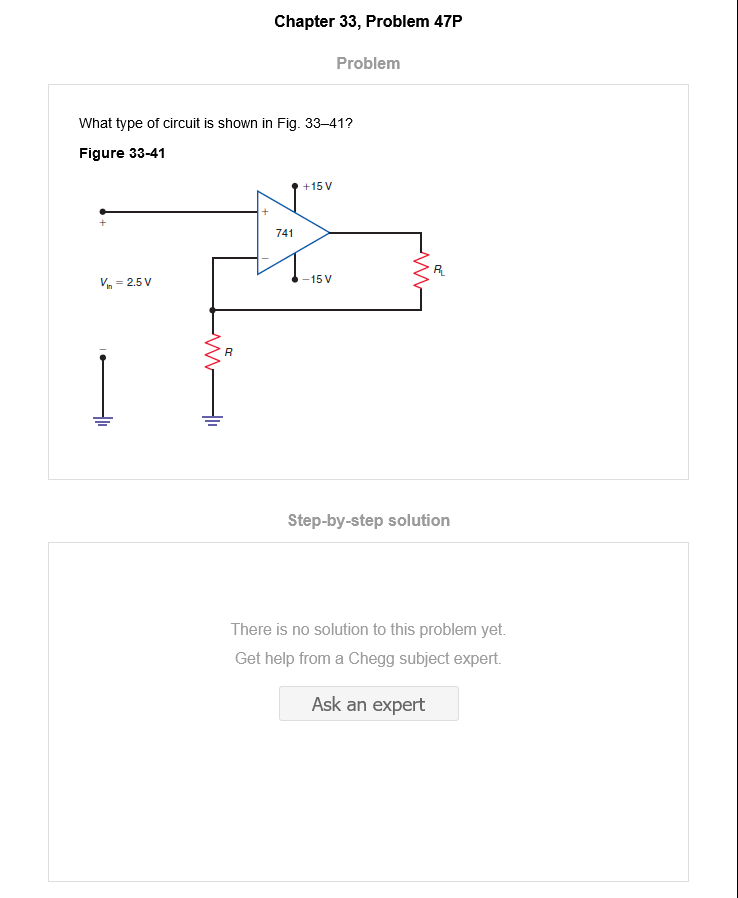 Chapter 33, Problem 47P
Problem
What type of circuit is shown in Fig. 33–41?
Figure 33-41
+15 V
+
+
741
−
−15 V
R_L
V_in = 2.5 V
−
R
Step-by-step solution
There is no solution to this problem yet.
Get help from a Chegg subject expert.
Ask an expert